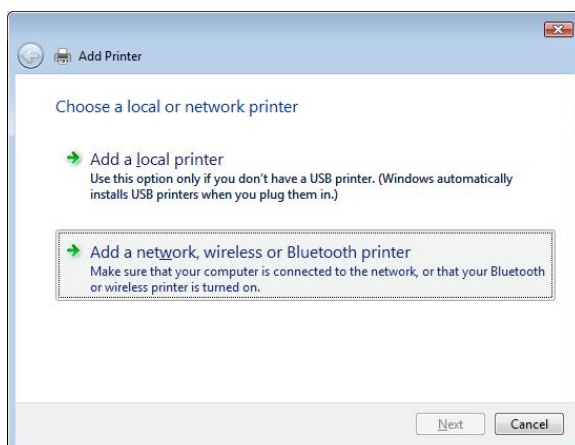 Add Printer
Choose a local or network printer
Add a local printer
Use this option only if you don't have a USB printer. (Windows automatically
installs USB printers when you plug them in.)
Add a network, wireless or Bluetooth printer
Make sure that your computer is connected to the network, or that your Bluetooth
or wireless printer is turned on.
Next
Cancel